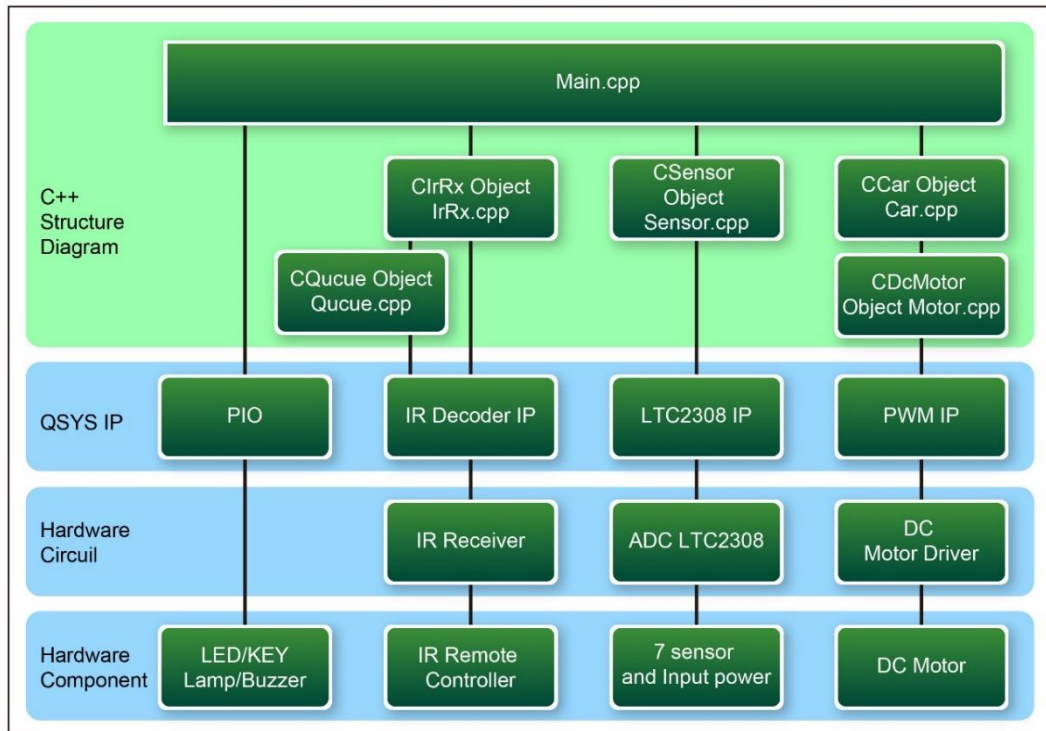 Main.cpp
C++
Structure
Diagram
CIrRx Object
IrRx.cpp
CSensor
Object
Sensor.cpp
CCar Object
Car.cpp
CQucue Object
Qucue.cpp
CDcMotor
Object Motor.cpp
QSYS IP
PIO
IR Decoder IP
LTC2308 IP
PWM IP
Hardware
Circuil
IR Receiver
ADC LTC2308
DC
Motor Driver
Hardware
Component
LED/KEY
Lamp/Buzzer
IR Remote
Controller
7 sensor
and Input power
DC Motor